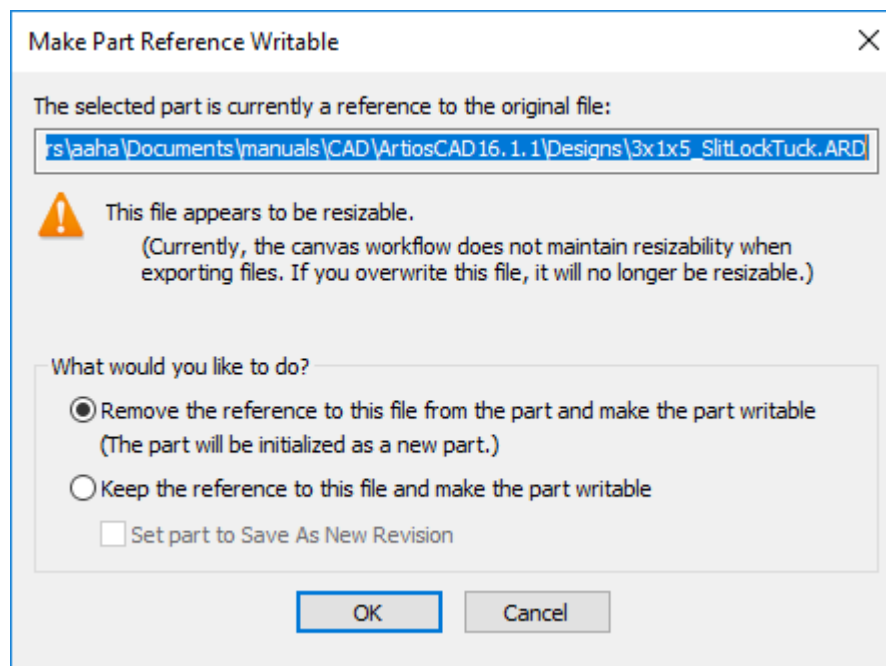 Make Part Reference Writable
The selected part is currently a reference to the original file:
rs\aaha\Documents\manuals\CAD\ArtiosCAD16.1.1\Designs\3x1x5_SlitLockTuck.ARD
This file appears to be resizable.
(Currently, the canvas workflow does not maintain resizability when
exporting files. If you overwrite this file, it will no longer be resizable.)
What would you like to do?
Remove the reference to this file from the part and make the part writable
(The part will be initialized as a new part.)
Keep the reference to this file and make the part writable
Set part to Save As New Revision
OK
Cancel